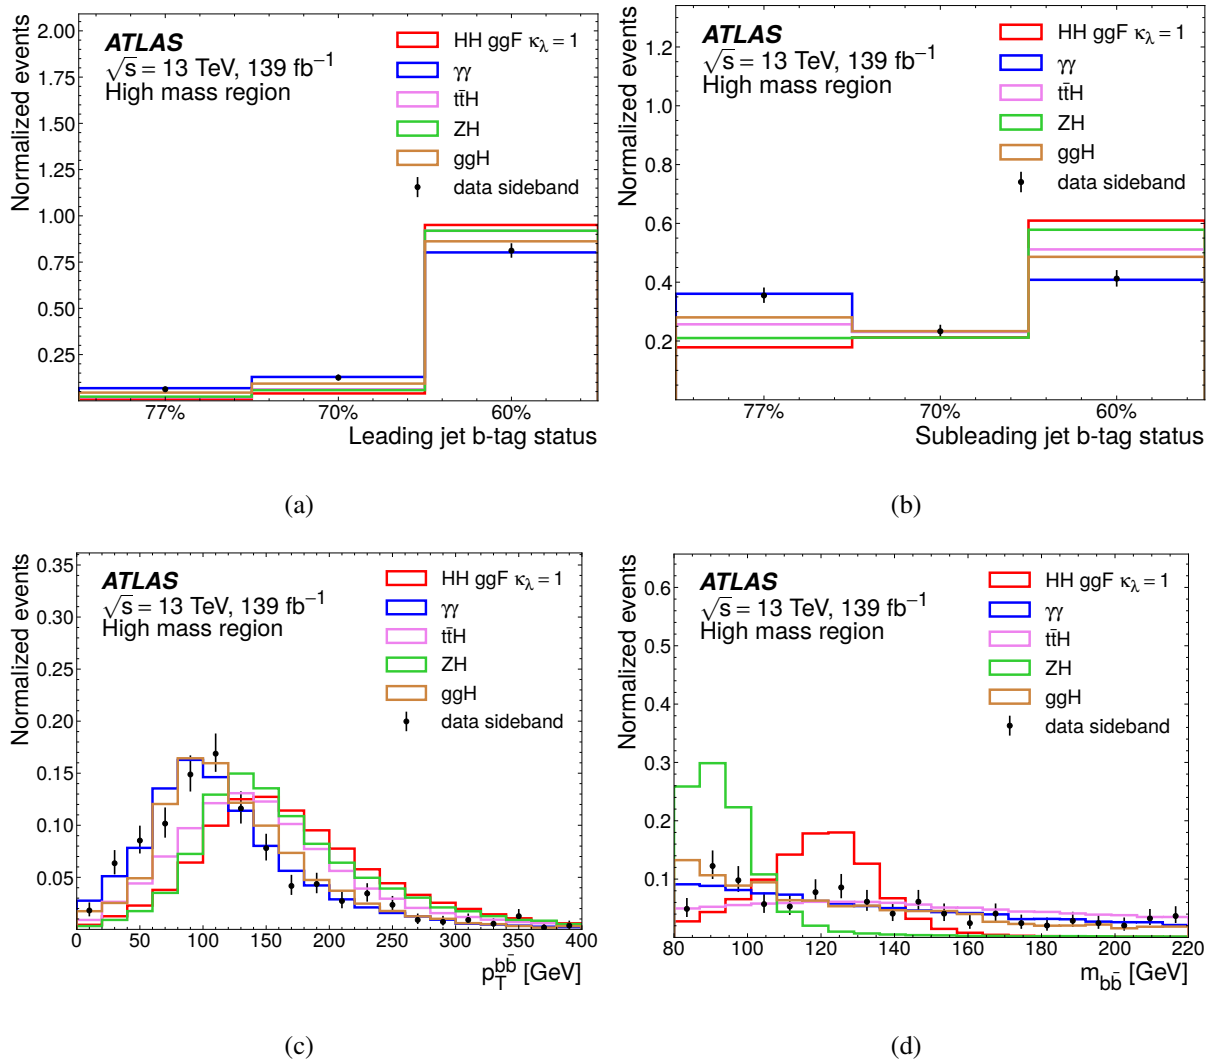 Normalized events
2.00
1.75
1.50
1.25
1.00
0.75
0.50
0.25
ATLAS
√s = 13 TeV, 139 fb⁻¹
High mass region
HH ggF κλ = 1
γγ
tt̄H
ZH
ggH
data sideband
77%
70%
60%
Leading jet b-tag status
(a)
Normalized events
1.2
1.0
0.8
0.6
0.4
0.2
ATLAS
√s = 13 TeV, 139 fb⁻¹
High mass region
HH ggF κλ = 1
γγ
tt̄H
ZH
ggH
data sideband
77%
70%
60%
Subleading jet b-tag status
(b)
Normalized events
0.35
0.30
0.25
0.20
0.15
0.10
0.05
ATLAS
√s = 13 TeV, 139 fb⁻¹
High mass region
HH ggF κλ = 1
γγ
tt̄H
ZH
ggH
data sideband
0 50 100 150 200 250 300 350 400
p_T^{bb̄} [GeV]
(c)
Normalized events
0.6
0.5
0.4
0.3
0.2
0.1
ATLAS
√s = 13 TeV, 139 fb⁻¹
High mass region
HH ggF κλ = 1
γγ
tt̄H
ZH
ggH
data sideband
80 100 120 140 160 180 200 220
m_{bb̄} [GeV]
(d)